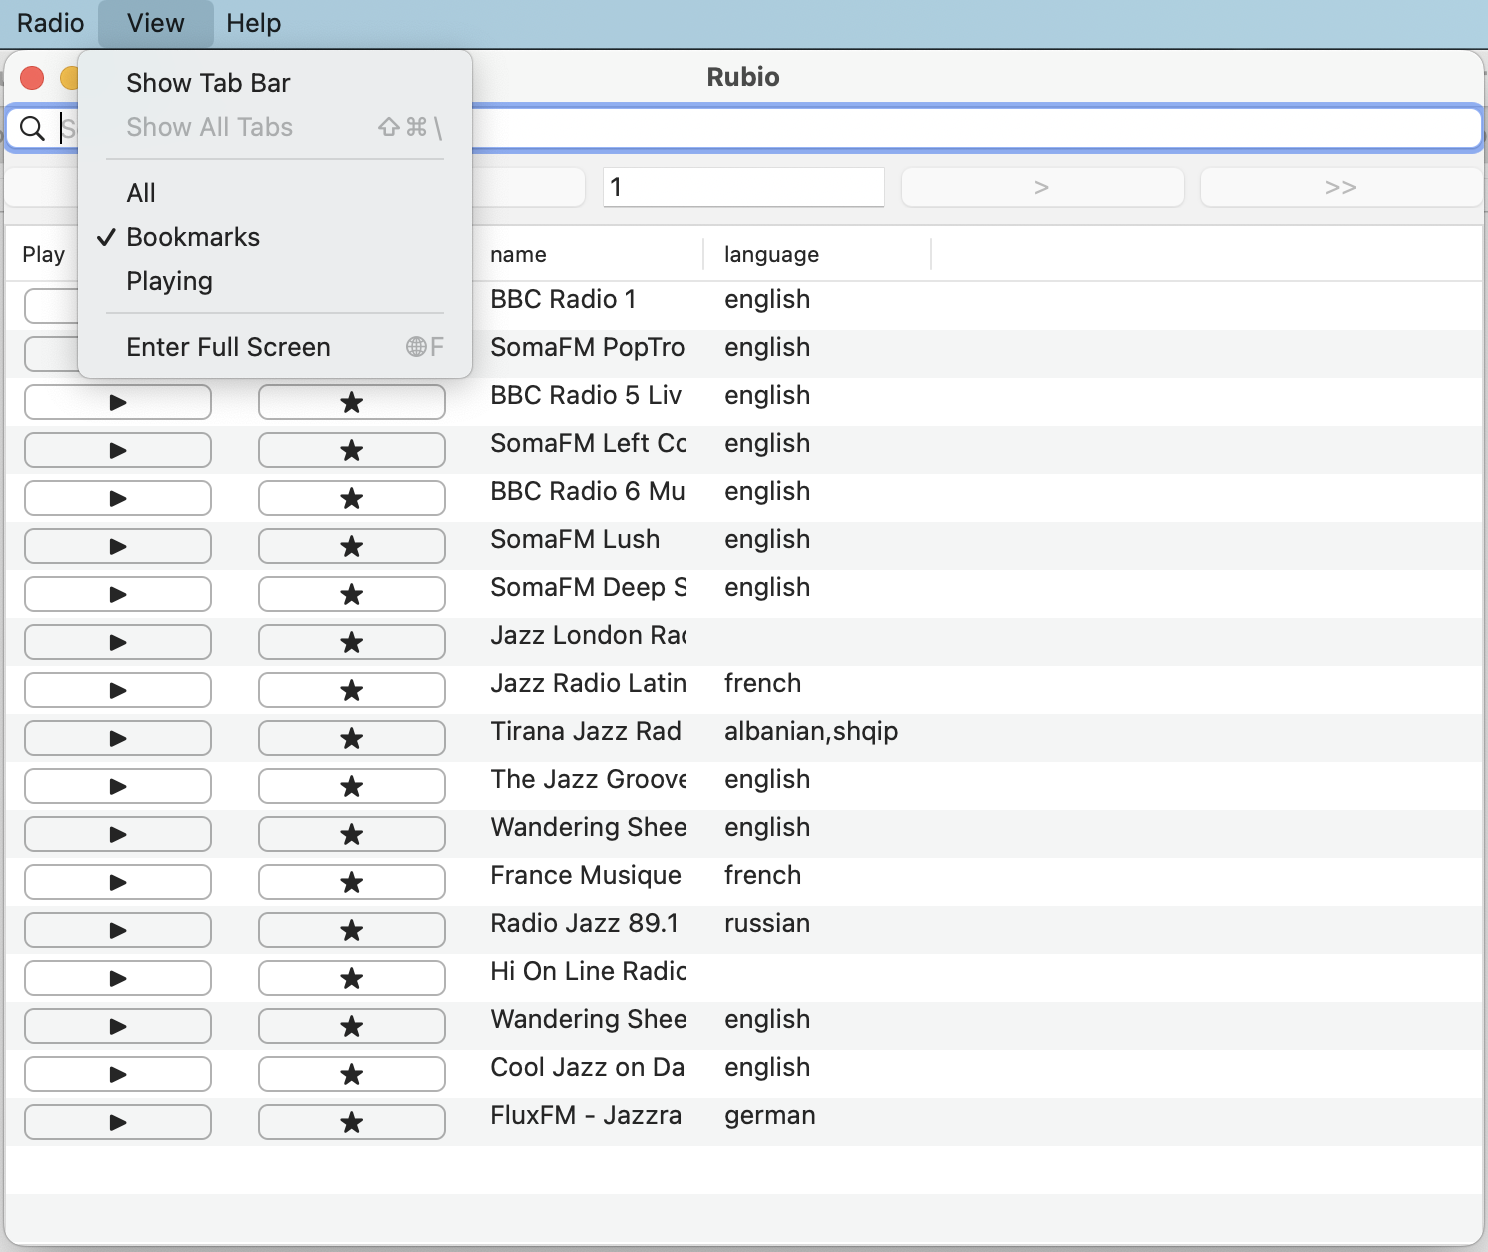 Radio View Help
Rubio
Show Tab Bar
Show All Tabs ⇧⌘\
All
✓ Bookmarks
Playing
Enter Full Screen 🌐F
1 > >>
Play name language
BBC Radio 1 english
SomaFM PopTro english
▶ ★ BBC Radio 5 Liv english
▶ ★ SomaFM Left Co english
▶ ★ BBC Radio 6 Mu english
▶ ★ SomaFM Lush english
▶ ★ SomaFM Deep S english
▶ ★ Jazz London Rad
▶ ★ Jazz Radio Latin french
▶ ★ Tirana Jazz Rad albanian,shqip
▶ ★ The Jazz Groove english
▶ ★ Wandering Shee english
▶ ★ France Musique french
▶ ★ Radio Jazz 89.1 russian
▶ ★ Hi On Line Radio
▶ ★ Wandering Shee english
▶ ★ Cool Jazz on Da english
▶ ★ FluxFM - Jazzra german